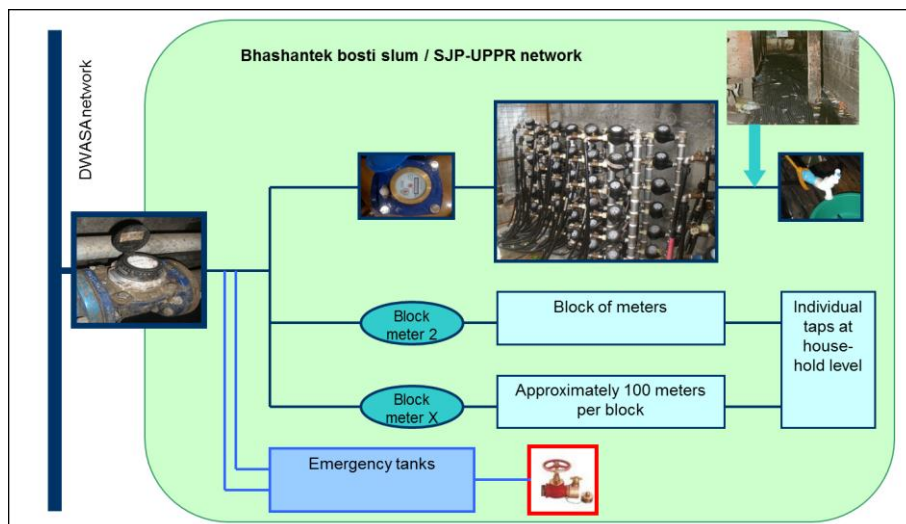 Bhashantek bosti slum / SJP-UPPR network
DWASA network
Block
meter 2
Block of meters
Individual
taps at
house-
hold level
Block
meter X
Approximately 100 meters
per block
Emergency tanks